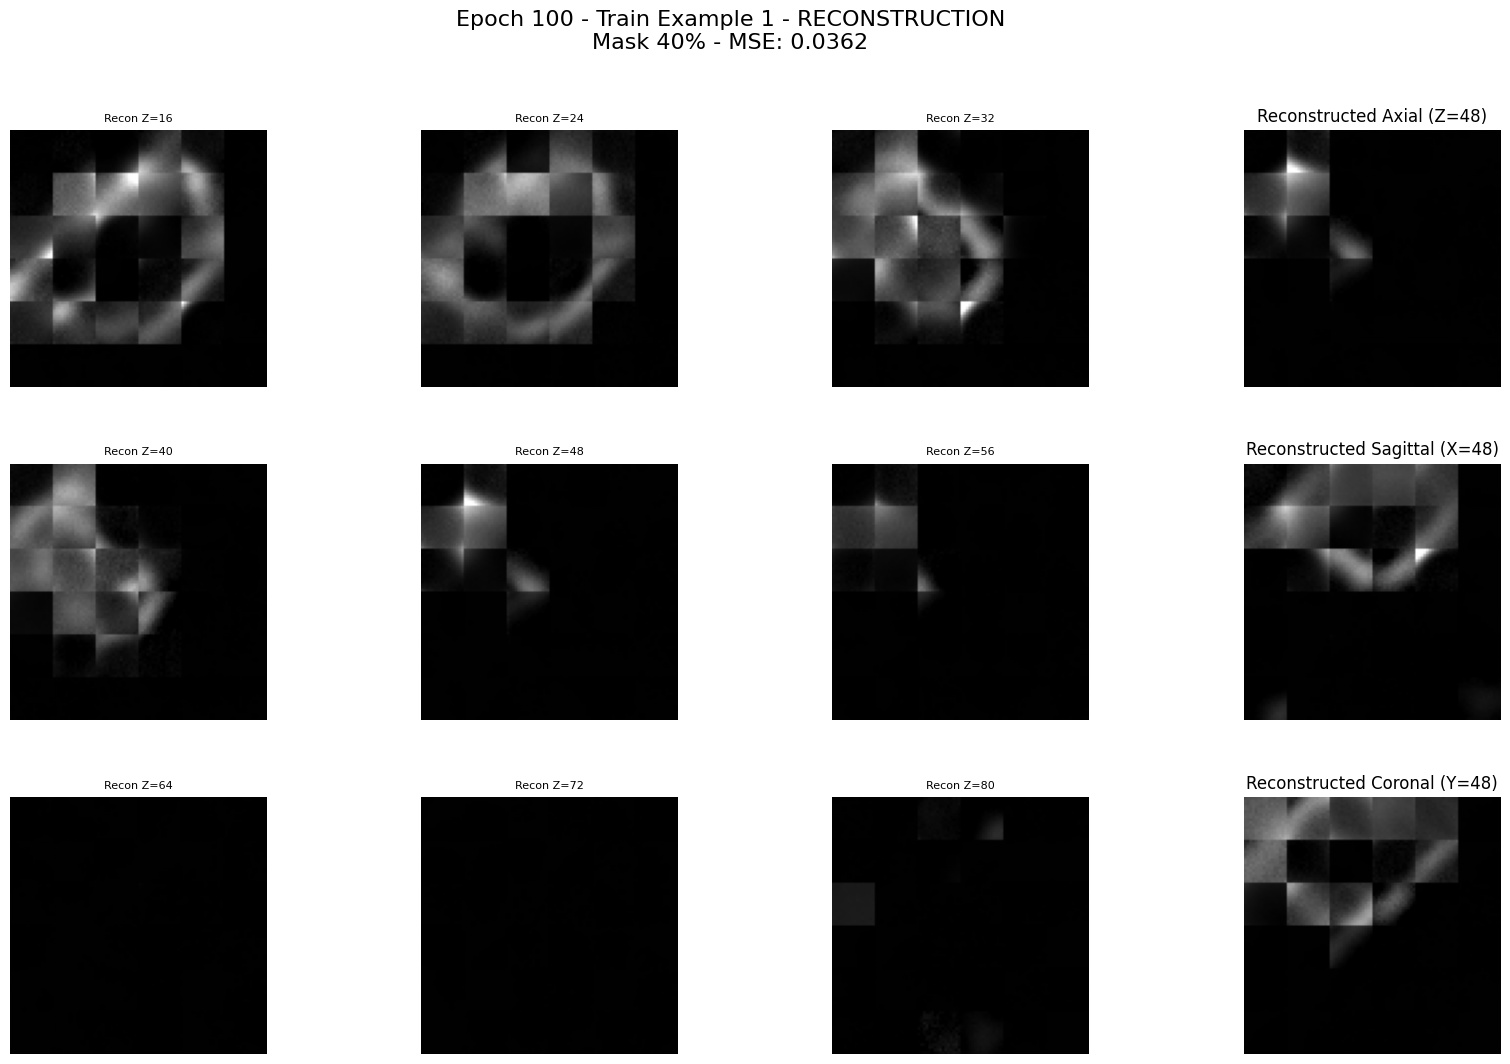 Epoch 100 - Train Example 1 - RECONSTRUCTION
Mask 40% - MSE: 0.0362
Recon Z=16
Recon Z=24
Recon Z=32
Reconstructed Axial (Z=48)
Recon Z=40
Recon Z=48
Recon Z=56
Reconstructed Sagittal (X=48)
Recon Z=64
Recon Z=72
Recon Z=80
Reconstructed Coronal (Y=48)